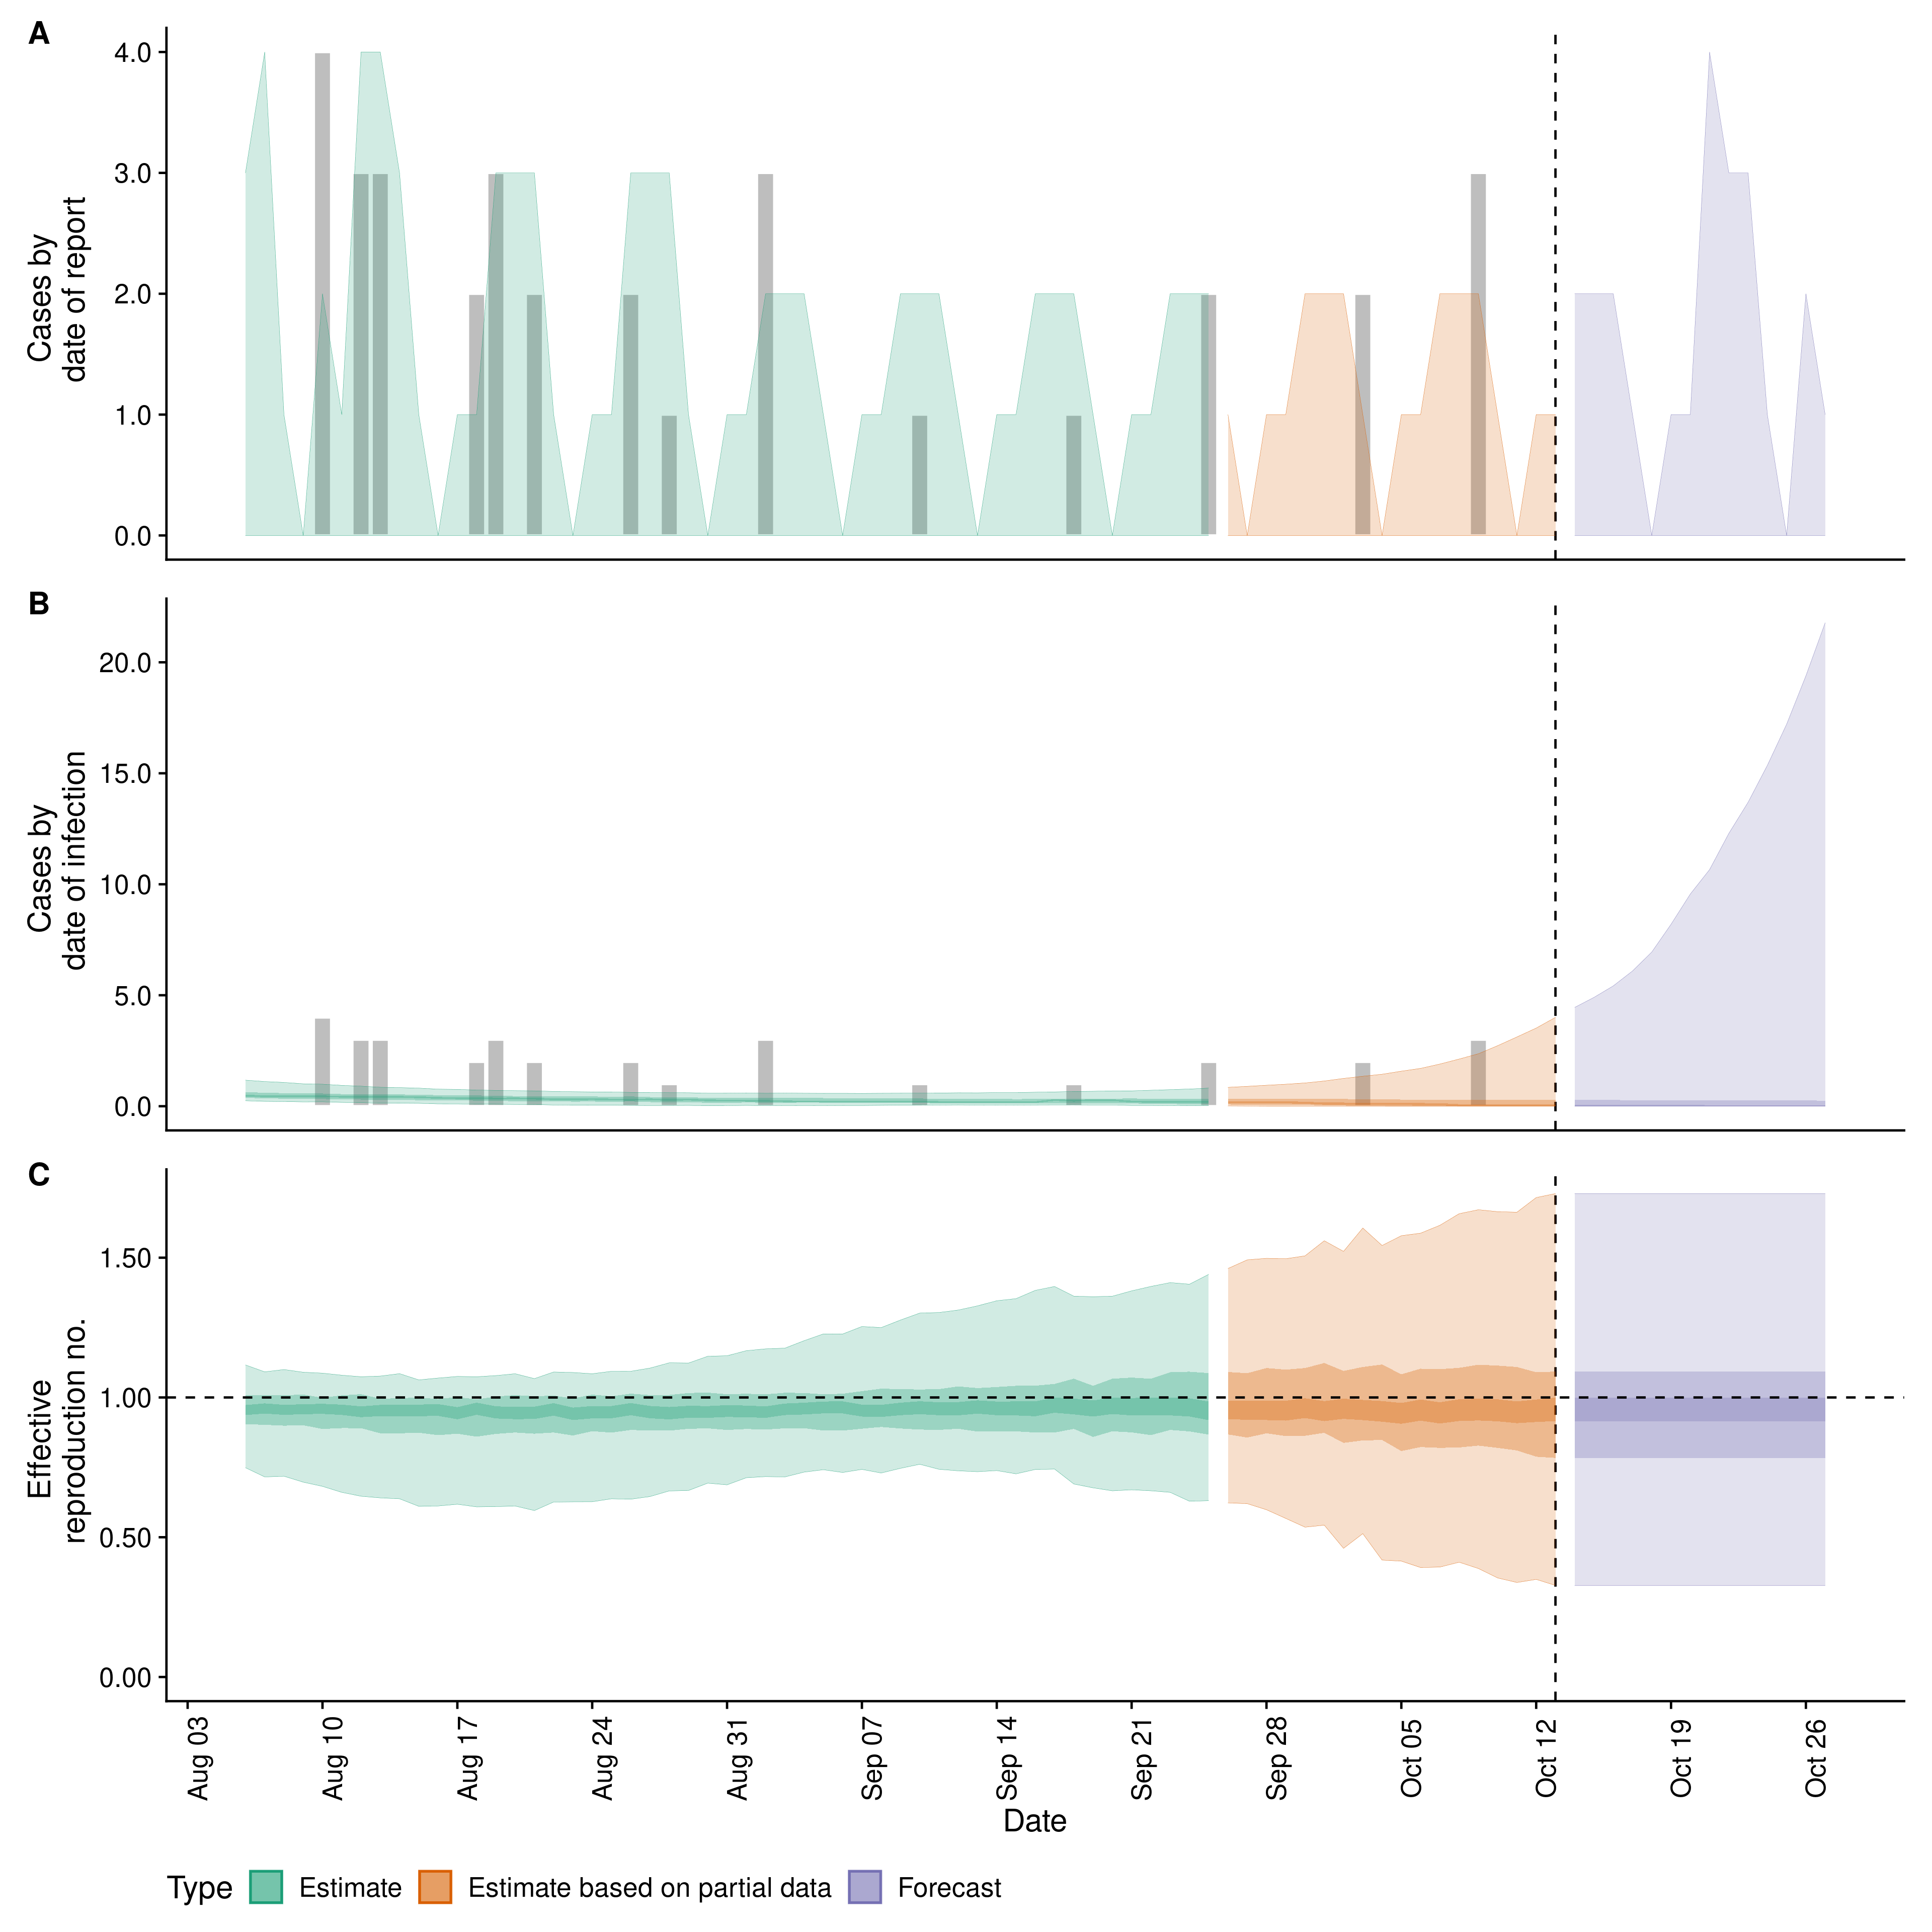 A
4.0
3.0
2.0
1.0
0.0
Cases by
date of report
B
20.0
15.0
10.0
5.0
0.0
Cases by
date of infection
C
1.50
1.00
0.50
0.00
Effective
reproduction no.
Aug 03
Aug 10
Aug 17
Aug 24
Aug 31
Sep 07
Sep 14
Sep 21
Sep 28
Oct 05
Oct 12
Oct 19
Oct 26
Date
Type Estimate Estimate based on partial data Forecast